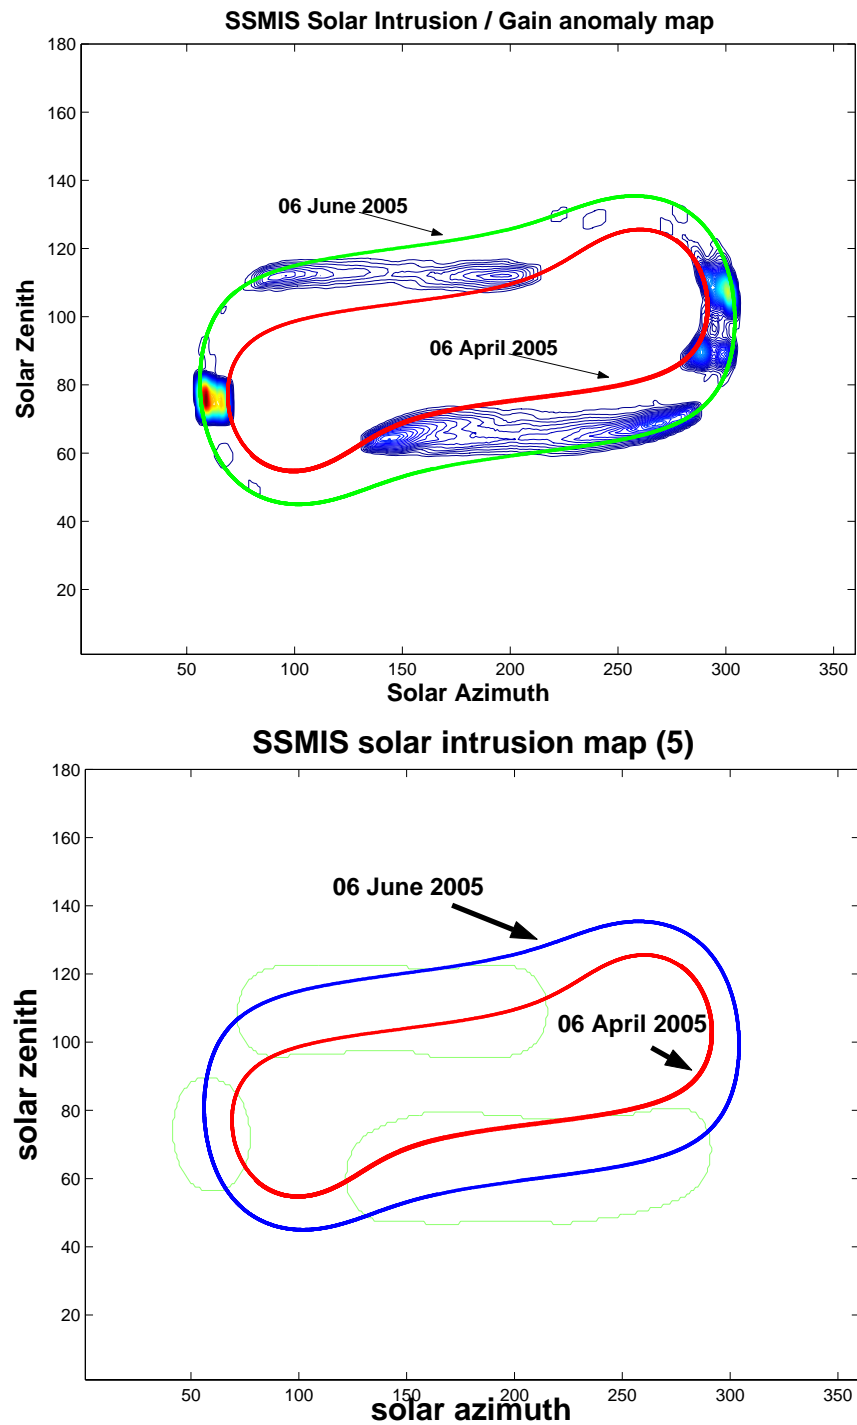 SSMIS Solar Intrusion / Gain anomaly map
180
160
140
120
100
80
60
40
20
06 June 2005
06 April 2005
Solar Zenith
50 100 150 200 250 300 350
Solar Azimuth
SSMIS solar intrusion map (5)
180
160
140
120
100
80
60
40
20
06 June 2005
06 April 2005
solar zenith
50 100 150 200 250 300 350
solar azimuth